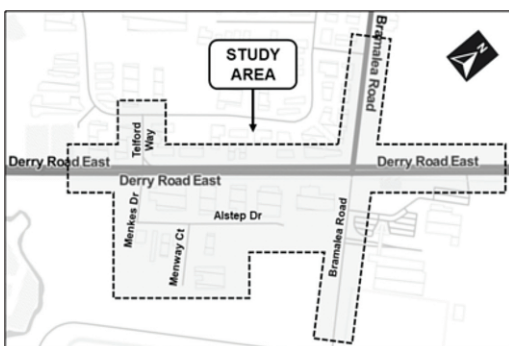 STUDY
AREA
N
Bramalea Road
Telford
Way
Derry Road East
Derry Road East
Derry Road East
Menkes Dr
Alstep Dr
Menway Ct
Bramalea Road